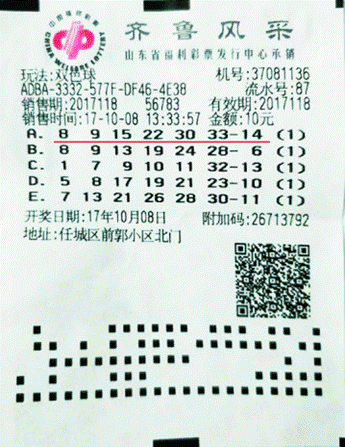 中国福利彩票
CHINA WELFARE LOTTERY
齐鲁风采
山东省福利彩票发行中心承销
玩法:双色球 机号:37081136
ADBA-3332-577F-DF46-4E38 流水号:87
销售期:2017118 56783 有效期:2017118
销售时间:17-10-08 13:33:57 金额:10元
A. 8 9 15 22 30 33-14 (1)
B. 8 9 13 19 24 28- 6 (1)
C. 1 7 9 10 11 32-13 (1)
D. 5 8 17 19 21 23-10 (1)
E. 7 13 21 26 28 30-11 (1)
开奖日期:17年10月08日 附加码:26713792
地址:任城区前郭小区北门